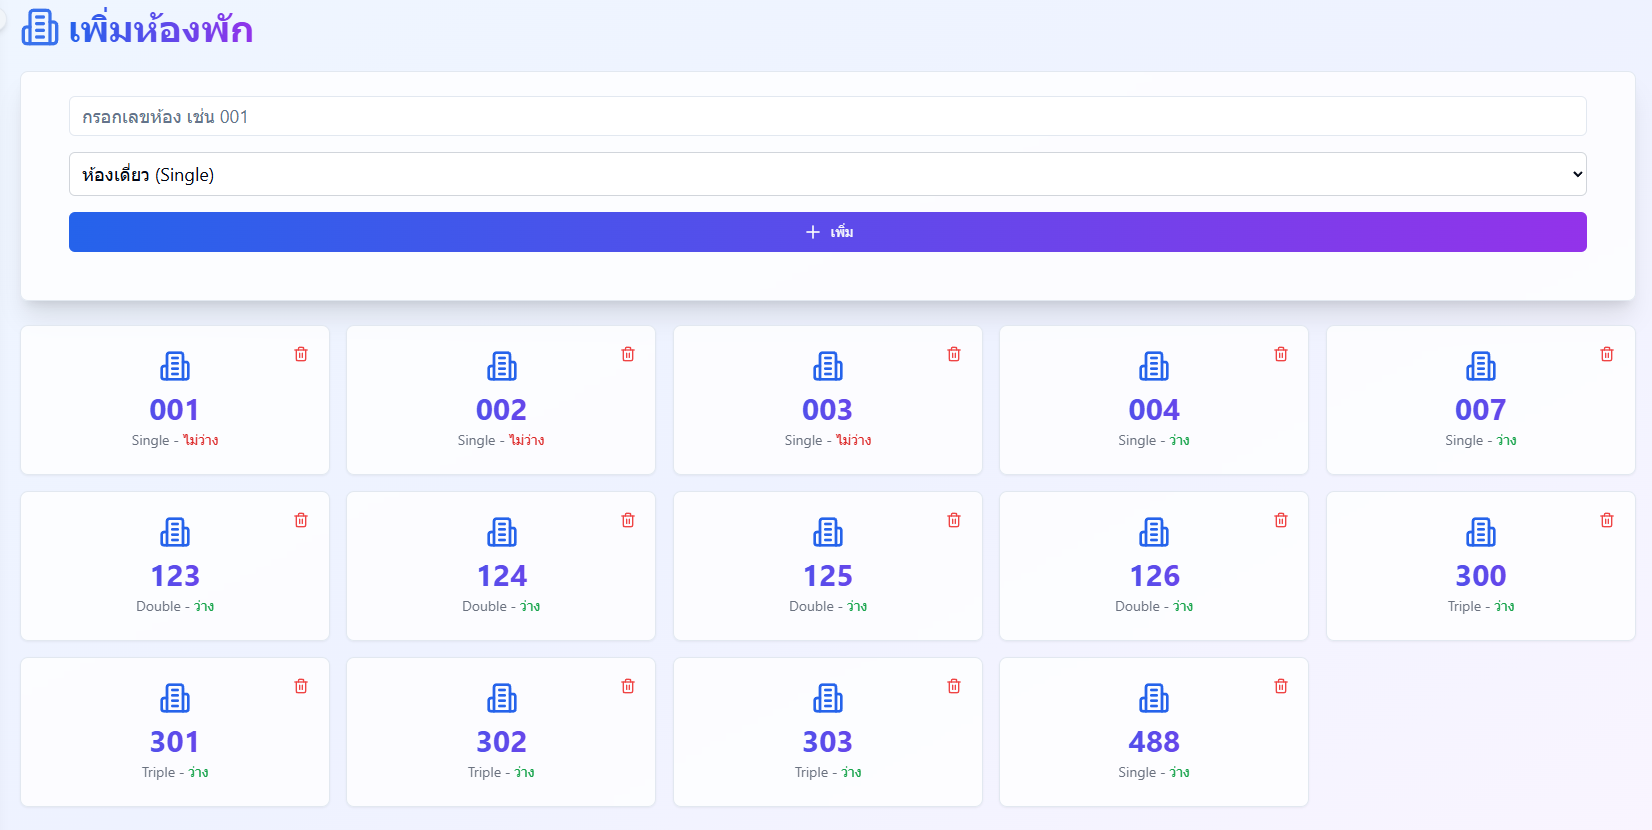 เพิ่มห้องพัก
กรอกเลขห้อง เช่น 001
ห้องเดี่ยว (Single)
เพิ่ม
001
Single - ไม่ว่าง
002
Single - ไม่ว่าง
003
Single - ไม่ว่าง
004
Single - ว่าง
007
Single - ว่าง
123
Double - ว่าง
124
Double - ว่าง
125
Double - ว่าง
126
Double - ว่าง
300
Triple - ว่าง
301
Triple - ว่าง
302
Triple - ว่าง
303
Triple - ว่าง
488
Single - ว่าง